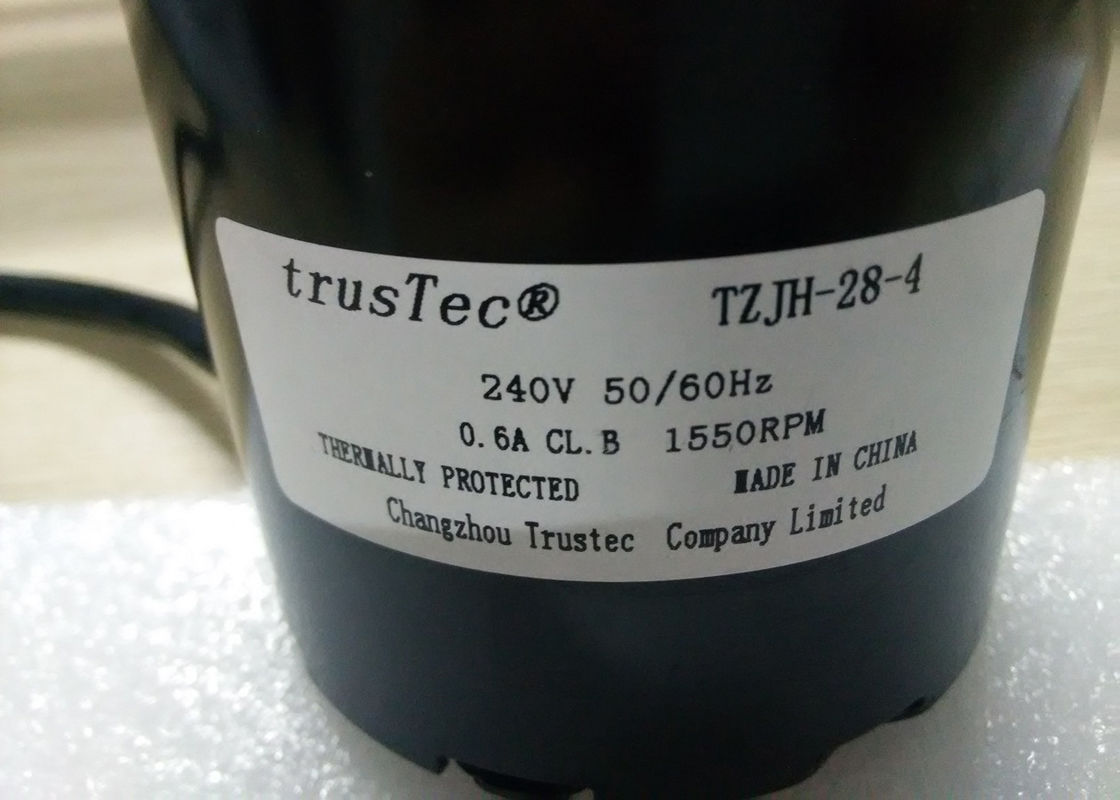 trusTec® TZJH-28-4
240V 50/60Hz
0.6A CL.B 1550RPM
THERMALLY PROTECTED MADE IN CHINA
Changzhou Trustec Company Limited